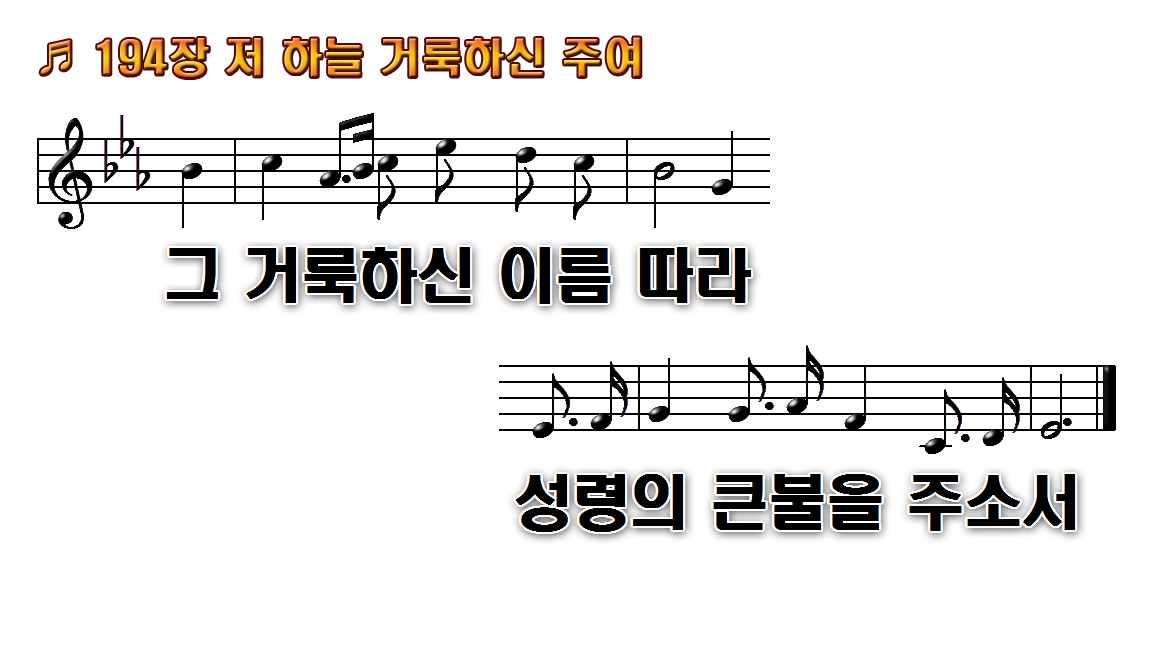 ♬ 194장 저 하늘 거룩하신 주여
그 거룩하신 이름 따라
성령의 큰불을 주소서